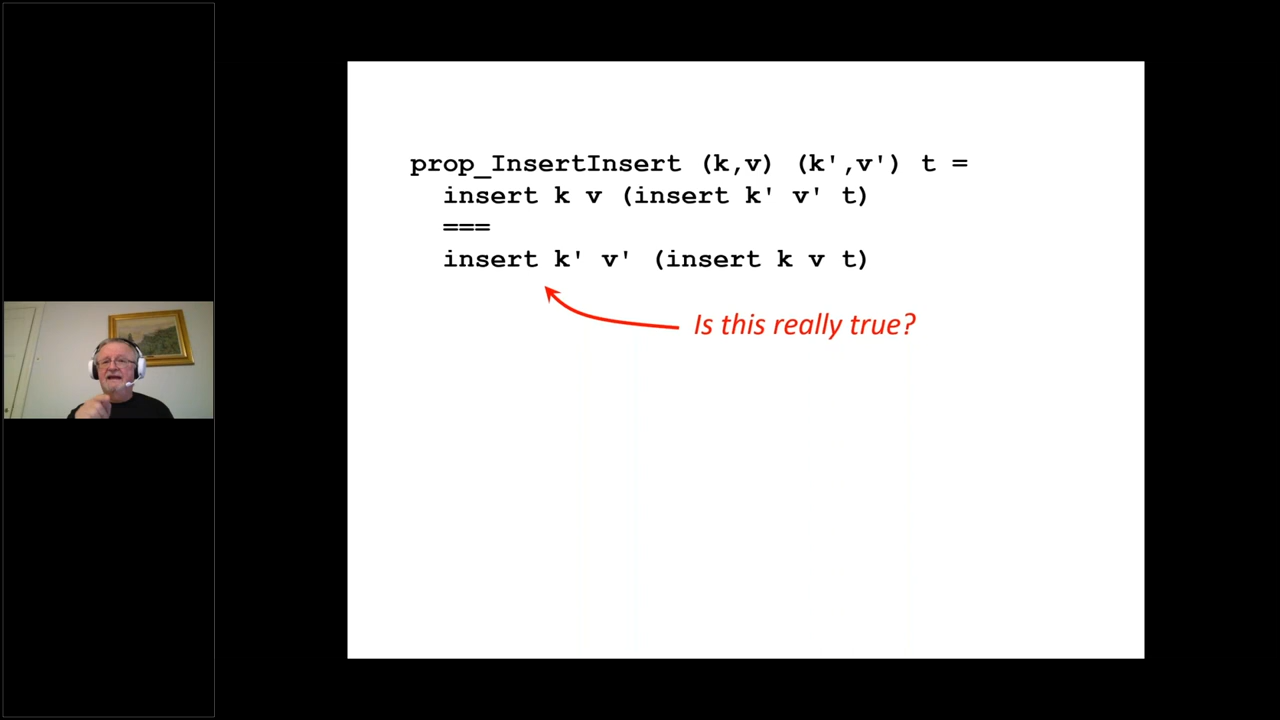 prop_InsertInsert (k,v) (k',v') t =
insert k v (insert k' v' t)
===
insert k' v' (insert k v t)
Is this really true?